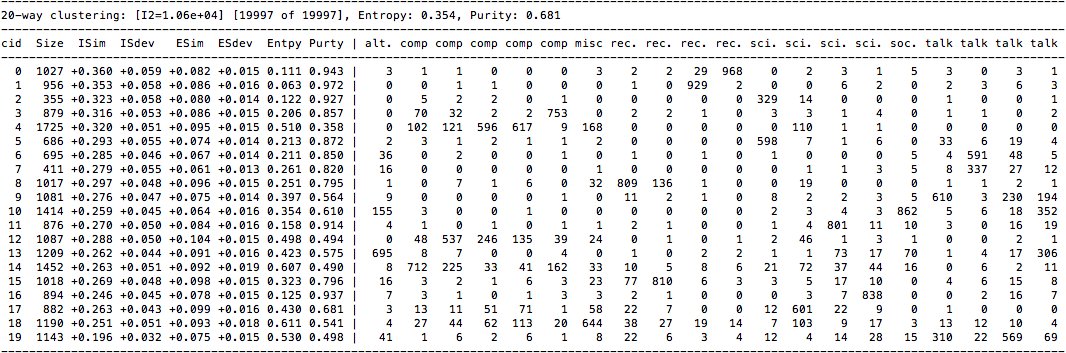 20-way clustering: [I2=1.06e+04] [19997 of 19997], Entropy: 0.354, Purity: 0.681
cid Size ISim ISdev ESim ESdev Entpy Purty | alt. comp comp comp comp comp misc rec. rec. rec. rec. sci. sci. sci. sci. soc. talk talk talk talk
0 1027 +0.360 +0.059 +0.082 +0.015 0.111 0.943 | 3 1 1 0 0 0 3 2 2 29 968 0 2 3 1 5 3 0 3 1
1 956 +0.353 +0.058 +0.086 +0.016 0.063 0.972 | 0 0 1 1 0 0 0 0 1 929 2 0 0 6 2 0 2 3 6 3
2 355 +0.323 +0.058 +0.080 +0.014 0.122 0.927 | 0 5 2 2 0 1 0 0 0 0 0 329 14 0 0 0 1 0 0 1
3 879 +0.316 +0.053 +0.086 +0.015 0.206 0.857 | 0 70 32 2 2 753 0 2 2 1 0 3 3 1 4 0 1 1 0 2
4 1725 +0.320 +0.051 +0.095 +0.015 0.510 0.358 | 0 102 121 596 617 9 168 0 0 0 0 0 110 1 1 0 0 0 0 0
5 686 +0.293 +0.055 +0.074 +0.014 0.213 0.872 | 2 3 1 2 1 1 2 0 0 0 0 598 7 1 6 0 33 6 19 4
6 695 +0.285 +0.046 +0.067 +0.014 0.211 0.850 | 36 0 2 0 0 1 0 1 0 1 0 1 0 0 0 5 4 591 48 5
7 411 +0.279 +0.055 +0.061 +0.013 0.261 0.820 | 16 0 0 0 0 0 1 0 0 0 0 0 1 1 3 5 8 337 27 12
8 1017 +0.297 +0.048 +0.096 +0.015 0.251 0.795 | 1 0 7 1 6 0 32 809 136 1 0 0 19 0 0 0 1 1 2 1
9 1081 +0.276 +0.047 +0.075 +0.014 0.397 0.564 | 9 0 0 0 0 0 1 11 2 1 0 8 2 2 3 5 610 3 230 194
10 1414 +0.259 +0.045 +0.064 +0.016 0.354 0.610 | 155 3 0 0 1 0 0 0 0 0 0 2 3 4 3 862 5 6 18 352
11 876 +0.270 +0.050 +0.084 +0.016 0.158 0.914 | 4 1 0 1 0 1 1 2 1 0 0 1 4 801 11 10 3 0 16 19
12 1087 +0.288 +0.050 +0.104 +0.015 0.498 0.494 | 0 48 537 246 135 39 24 0 1 0 1 2 46 1 3 1 0 0 2 1
13 1209 +0.262 +0.044 +0.091 +0.016 0.423 0.575 | 695 8 7 0 0 4 0 1 0 2 2 1 1 73 17 70 1 4 17 306
14 1452 +0.263 +0.051 +0.092 +0.019 0.607 0.490 | 8 712 225 33 41 162 33 10 5 8 6 21 72 37 44 16 0 6 2 11
15 1018 +0.269 +0.048 +0.098 +0.015 0.323 0.796 | 16 3 2 1 6 3 23 77 810 6 3 3 5 17 10 0 4 6 15 8
16 894 +0.246 +0.045 +0.078 +0.015 0.125 0.937 | 7 3 1 0 1 3 3 2 1 0 0 0 3 7 838 0 0 2 16 7
17 882 +0.263 +0.043 +0.099 +0.016 0.430 0.681 | 3 13 11 51 71 1 58 22 7 0 0 12 601 22 9 0 1 0 0 0
18 1190 +0.251 +0.051 +0.093 +0.018 0.611 0.541 | 4 27 44 62 113 20 644 38 27 19 14 7 103 9 17 3 13 12 10 4
19 1143 +0.196 +0.032 +0.075 +0.015 0.530 0.498 | 41 1 6 2 6 1 8 22 6 3 4 12 4 14 28 15 310 22 569 69